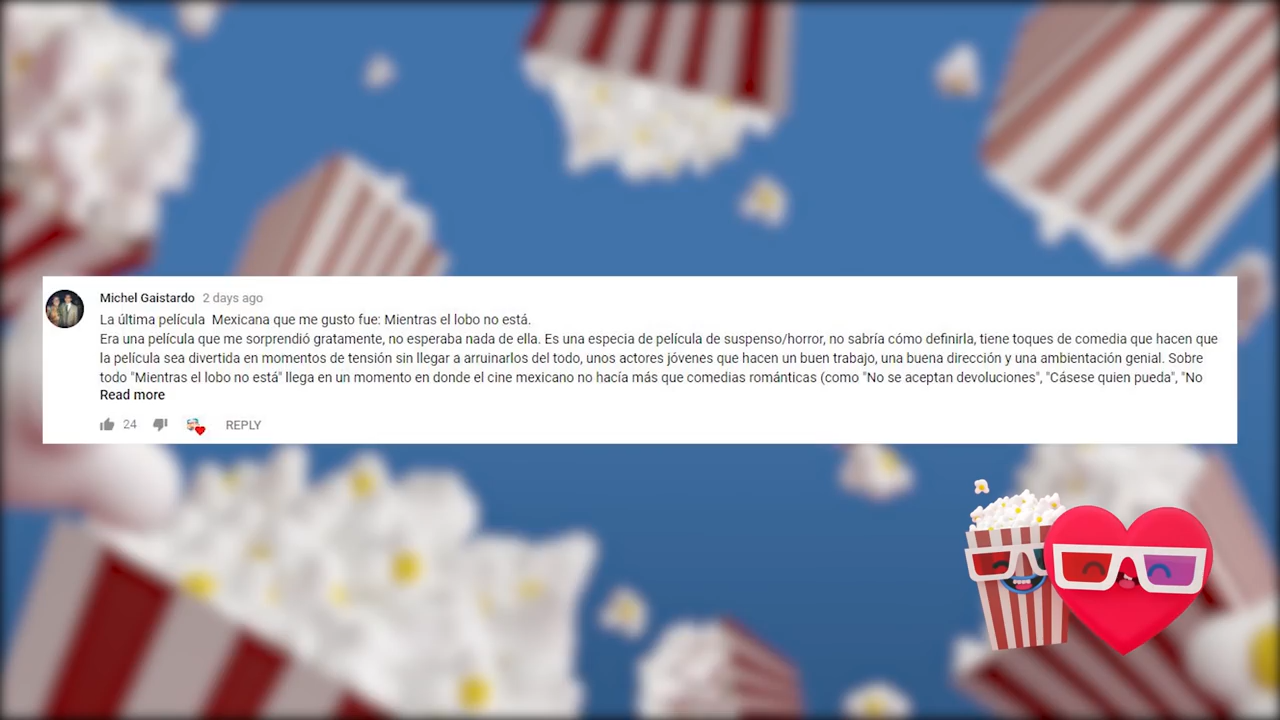 Michel Gaistardo 2 days ago
La última película  Mexicana que me gusto fue: Mientras el lobo no está.
Era una película que me sorprendió gratamente, no esperaba nada de ella. Es una especia de película de suspenso/horror, no sabría cómo definirla, tiene toques de comedia que hacen que
la película sea divertida en momentos de tensión sin llegar a arruinarlos del todo, unos actores jóvenes que hacen un buen trabajo, una buena dirección y una ambientación genial. Sobre
todo "Mientras el lobo no está" llega en un momento en donde el cine mexicano no hacía más que comedias románticas (como "No se aceptan devoluciones", "Cásese quien pueda", "No
Read more
24 REPLY